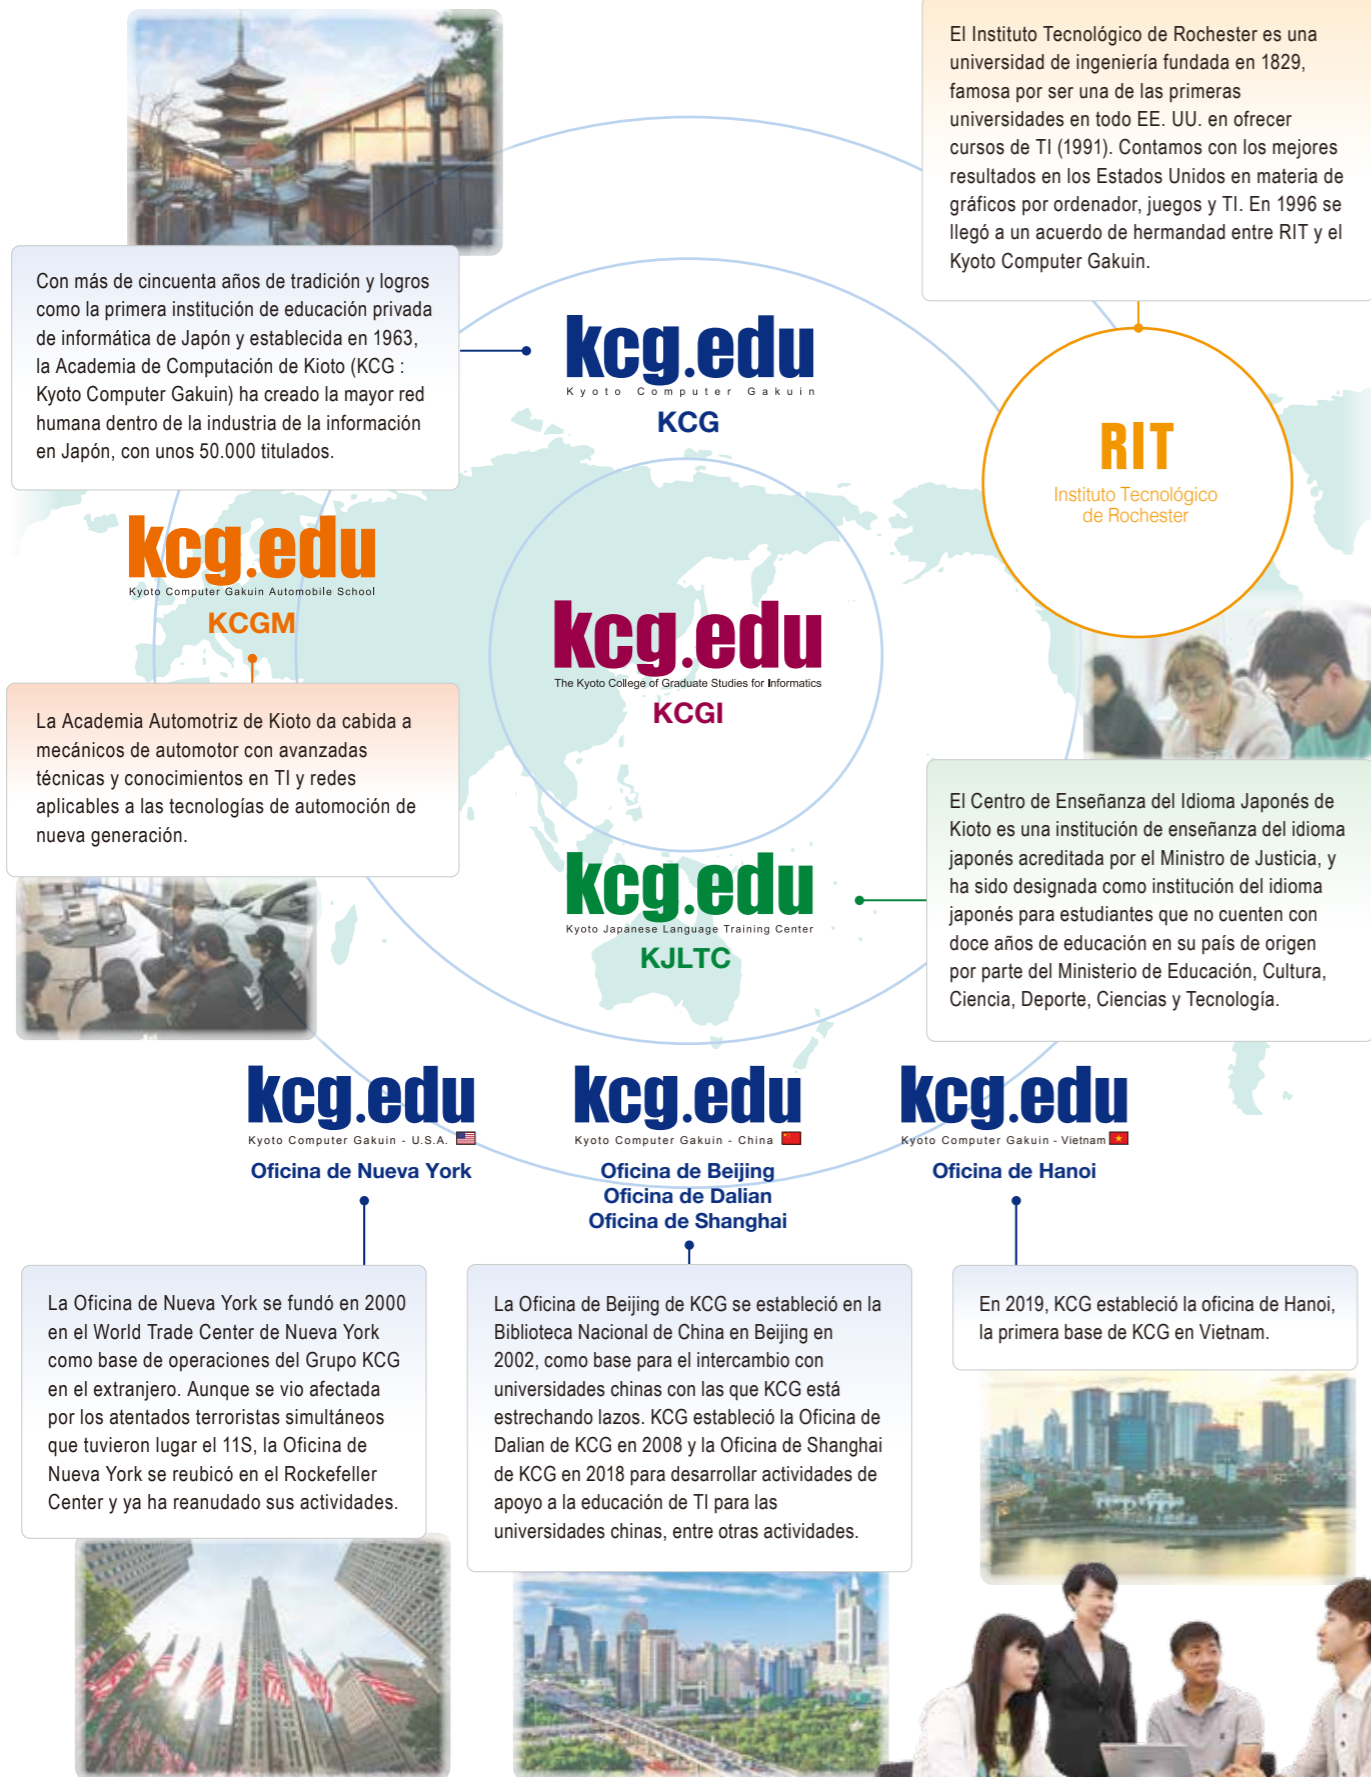 El Instituto Tecnológico de Rochester es una
universidad de ingeniería fundada en 1829,
famosa por ser una de las primeras
universidades en todo EE. UU. en ofrecer
cursos de TI (1991). Contamos con los mejores
resultados en los Estados Unidos en materia de
gráficos por ordenador, juegos y TI. En 1996 se
llegó a un acuerdo de hermandad entre RIT y el
Kyoto Computer Gakuin.
Con más de cincuenta años de tradición y logros
como la primera institución de educación privada
de informática de Japón y establecida en 1963,
la Academia de Computación de Kioto (KCG :
Kyoto Computer Gakuin) ha creado la mayor red
humana dentro de la industria de la información
en Japón, con unos 50.000 titulados.
kcg.edu
Kyoto Computer Gakuin
KCG
RIT
Instituto Tecnológico
de Rochester
kcg.edu
Kyoto Computer Gakuin Automobile School
KCGM
kcg.edu
The Kyoto College of Graduate Studies for Informatics
KCGI
La Academia Automotriz de Kioto da cabida a
mecánicos de automotor con avanzadas
técnicas y conocimientos en TI y redes
aplicables a las tecnologías de automoción de
nueva generación.
El Centro de Enseñanza del Idioma Japonés de
Kioto es una institución de enseñanza del idioma
japonés acreditada por el Ministro de Justicia, y
ha sido designada como institución del idioma
japonés para estudiantes que no cuenten con
doce años de educación en su país de origen
por parte del Ministerio de Educación, Cultura,
Ciencia, Deporte, Ciencias y Tecnología.
kcg.edu
Kyoto Japanese Language Training Center
KJLTC
kcg.edu
Kyoto Computer Gakuin - U.S.A.
Oficina de Nueva York
kcg.edu
Kyoto Computer Gakuin - China
Oficina de Beijing
Oficina de Dalian
Oficina de Shanghai
kcg.edu
Kyoto Computer Gakuin - Vietnam
Oficina de Hanoi
La Oficina de Nueva York se fundó en 2000
en el World Trade Center de Nueva York
como base de operaciones del Grupo KCG
en el extranjero. Aunque se vio afectada
por los atentados terroristas simultáneos
que tuvieron lugar el 11S, la Oficina de
Nueva York se reubicó en el Rockefeller
Center y ya ha reanudado sus actividades.
La Oficina de Beijing de KCG se estableció en la
Biblioteca Nacional de China en Beijing en
2002, como base para el intercambio con
universidades chinas con las que KCG está
estrechando lazos. KCG estableció la Oficina de
Dalian de KCG en 2008 y la Oficina de Shanghai
de KCG en 2018 para desarrollar actividades de
apoyo a la educación de TI para las
universidades chinas, entre otras actividades.
En 2019, KCG estableció la oficina de Hanoi,
la primera base de KCG en Vietnam.